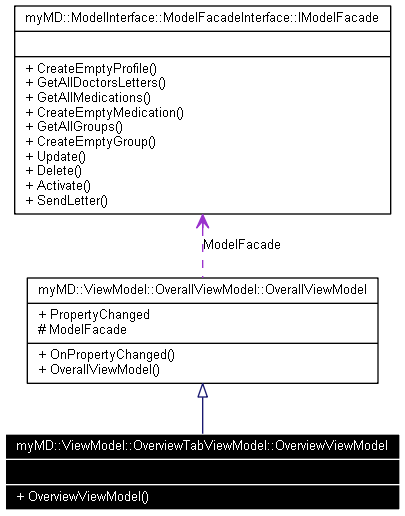 myMD::ModelInterface::ModelFacadeInterface::IModelFacade
+ CreateEmptyProfile()
+ GetAllDoctorsLetters()
+ GetAllMedications()
+ CreateEmptyMedication()
+ GetAllGroups()
+ CreateEmptyGroup()
+ Update()
+ Delete()
+ Activate()
+ SendLetter()
ModelFacade
myMD::ViewModel::OverallViewModel::OverallViewModel
+ PropertyChanged
# ModelFacade
+ OnPropertyChanged()
+ OverallViewModel()
myMD::ViewModel::OverviewTabViewModel::OverviewViewModel
+ OverviewViewModel()